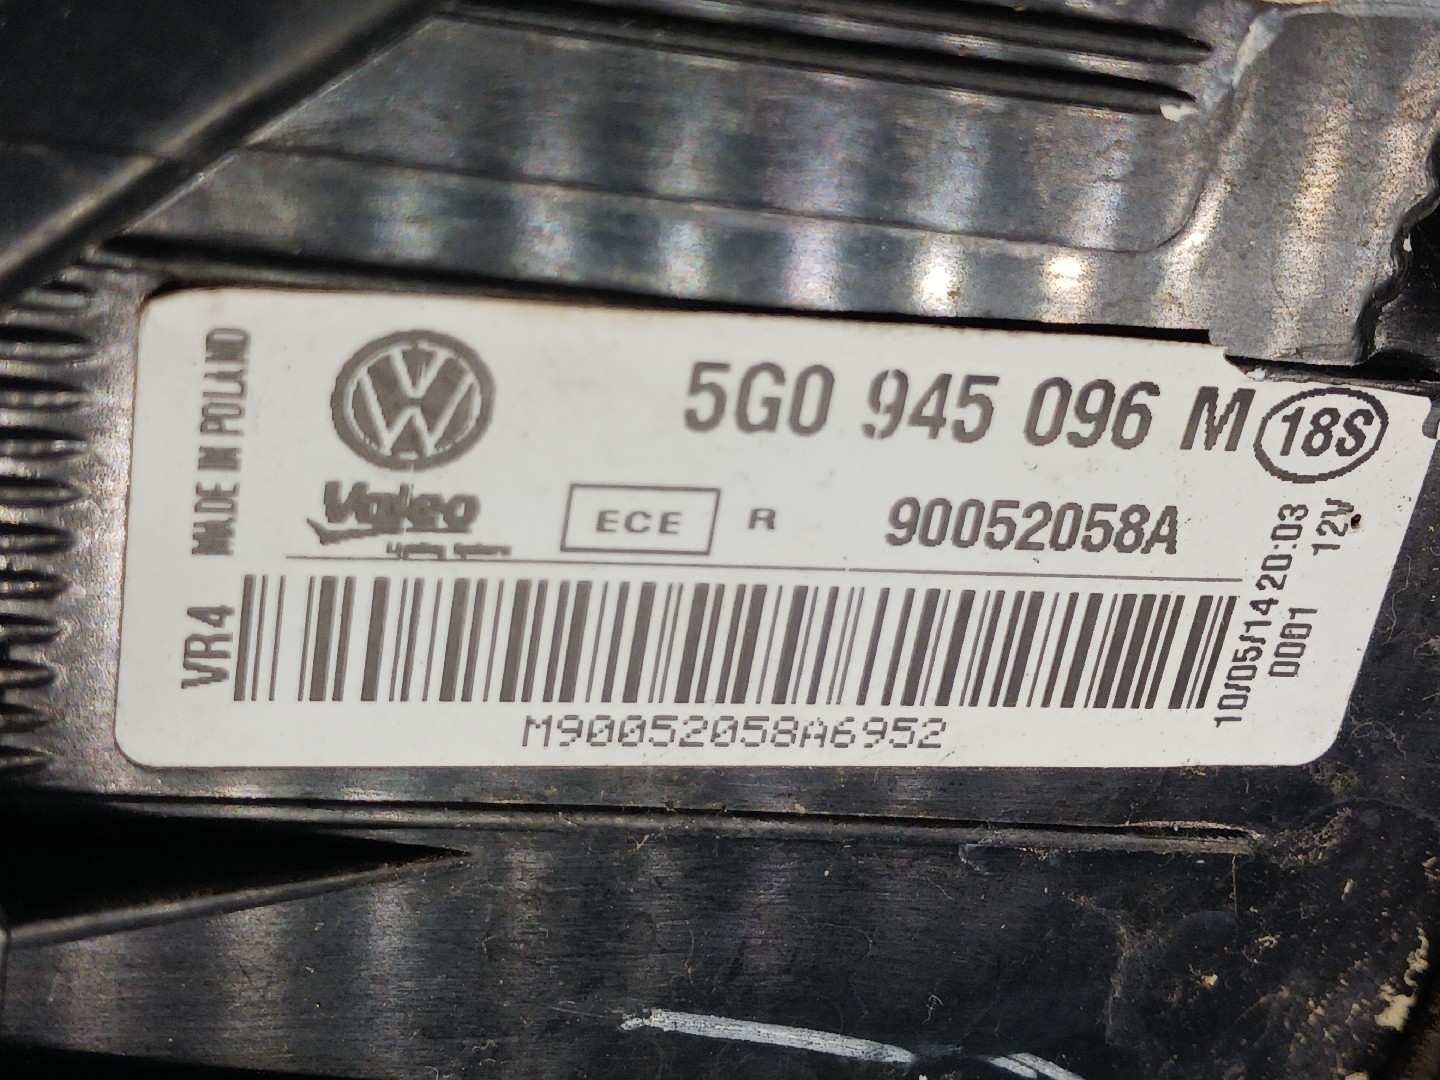 MADE IN POLAND
VW
5G0 945 096 M 18S
Valeo
ECE R 90052058A
VR4
10/05/14 20:03
0001 12V
M90052058A6952